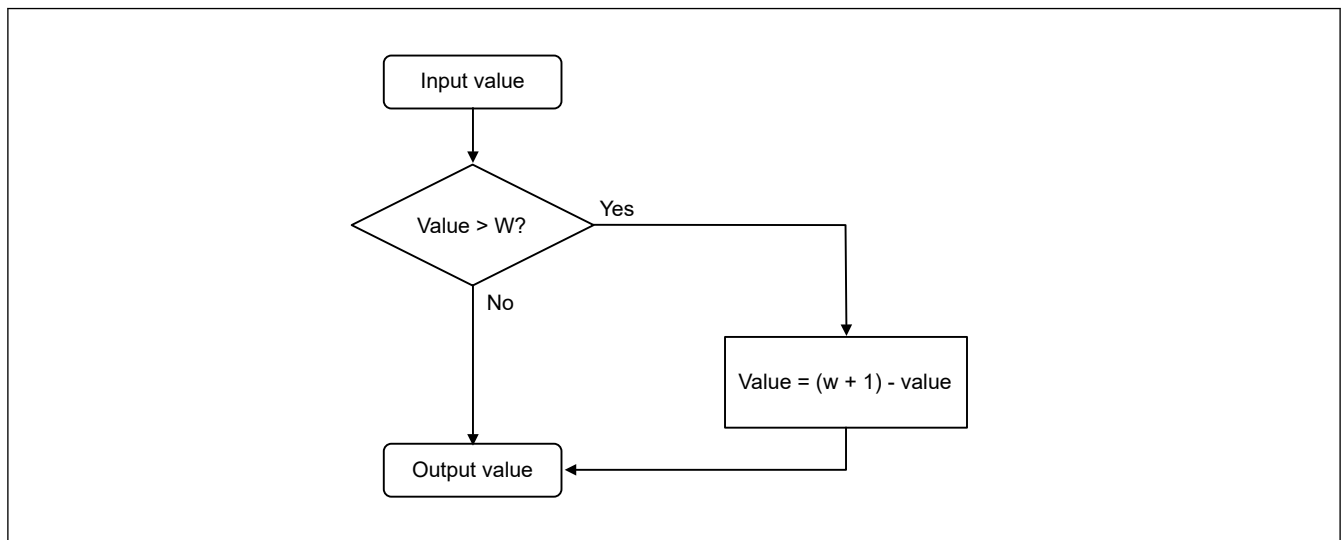 Input value
Value > W?
Yes
No
Value = (w + 1) - value
Output value